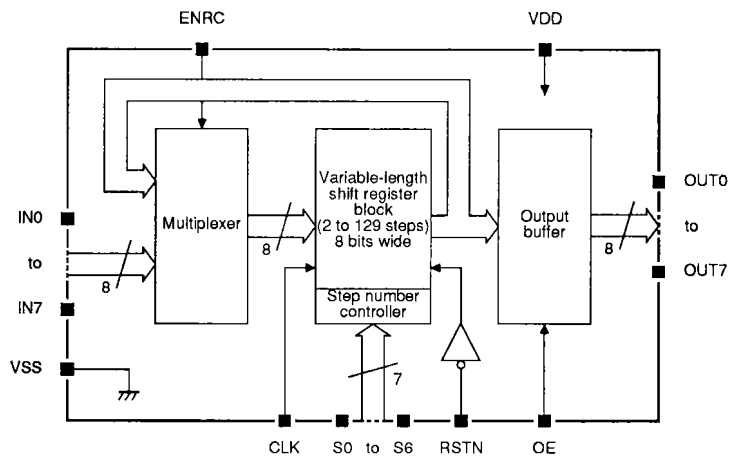 ENRC
VDD
Multiplexer
Variable-length
shift register
block
(2 to 129 steps)
8 bits wide
Step number
controller
Output
buffer
IN0
to
IN7
8
8
8
OUT0
to
OUT7
VSS
7
CLK
S0 to S6
RSTN
OE